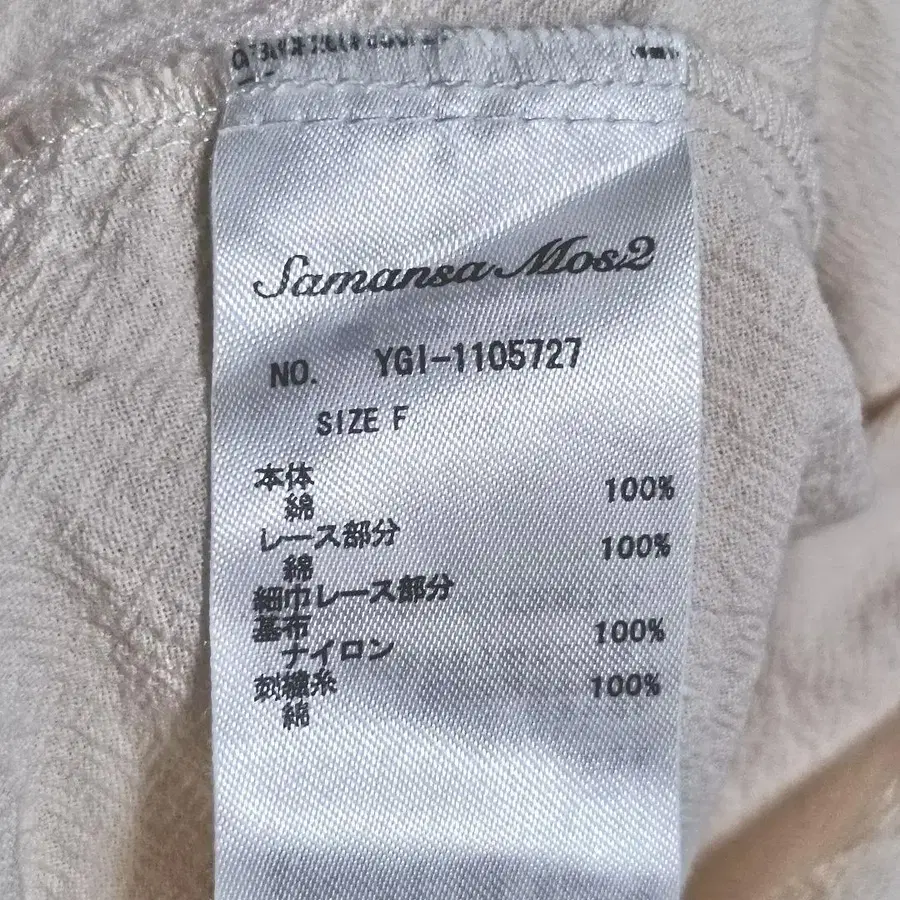 Samansa Mos2
NO. YGI-1105727
SIZE F
本体
綿 100%
レース部分
綿 100%
細巾レース部分
基布
ナイロン 100%
刺繍糸
綿 100%